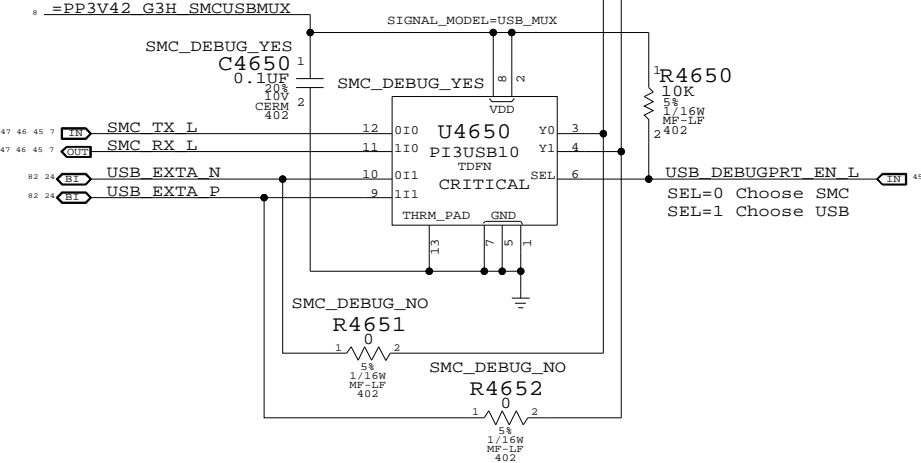 8 =PP3V42_G3H_SMCUSBMUX
SIGNAL_MODEL=USB_MUX
SMC_DEBUG_YES
C4650 1
0.1UF
20%
10V
CERM
402
2
SMC_DEBUG_YES
8 2
VDD
1 R4650
10K
5%
1/16W
MF-LF
402
2
47 46 45 7 IN SMC_TX_L 12 0I0
47 46 45 7 OUT SMC_RX_L 11 1I0
82 24 BI USB_EXTA_N 10 0I1
82 24 BI USB_EXTA_P 9 1I1
U4650
PI3USB10
TDFN
CRITICAL
Y0 3
Y1 4
SEL 6
USB_DEBUGPRT_EN_L IN 45
SEL=0 Choose SMC
SEL=1 Choose USB
THRM_PAD GND
13 7 5 1
SMC_DEBUG_NO
R4651
0
1 2
5%
1/16W
MF-LF
402
SMC_DEBUG_NO
R4652
0
1 2
5%
1/16W
MF-LF
402